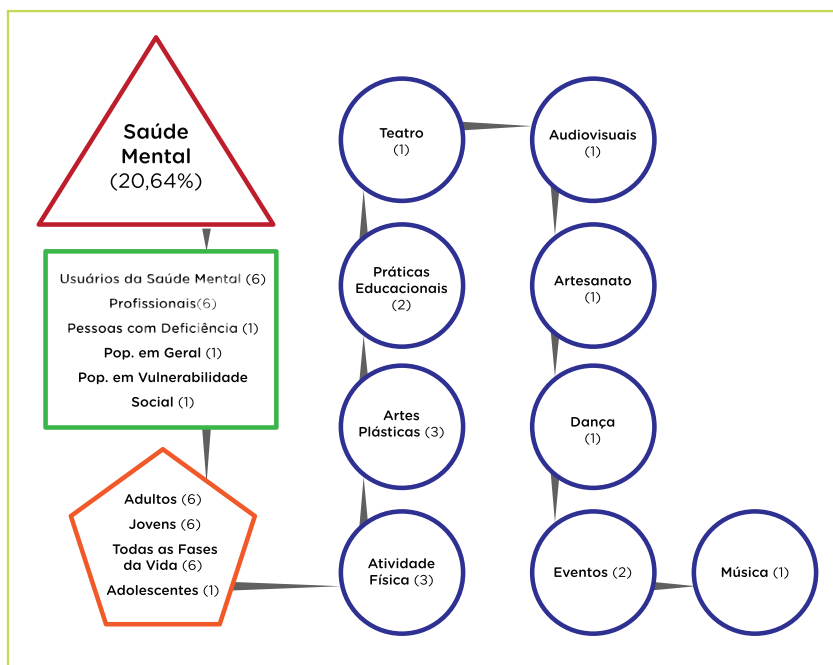 Saúde
Mental
(20,64%)
Usuários da Saúde Mental (6)
Profissionais(6)
Pessoas com Deficiência (1)
Pop. em Geral (1)
Pop. em Vulnerabilidade
Social (1)
Adultos (6)
Jovens (6)
Todas as Fases
da Vida (6)
Adolescentes (1)
Atividade
Física (3)
Artes
Plásticas (3)
Práticas
Educacionais
(2)
Teatro
(1)
Audiovisuais
(1)
Artesanato
(1)
Dança
(1)
Eventos (2)
Música (1)